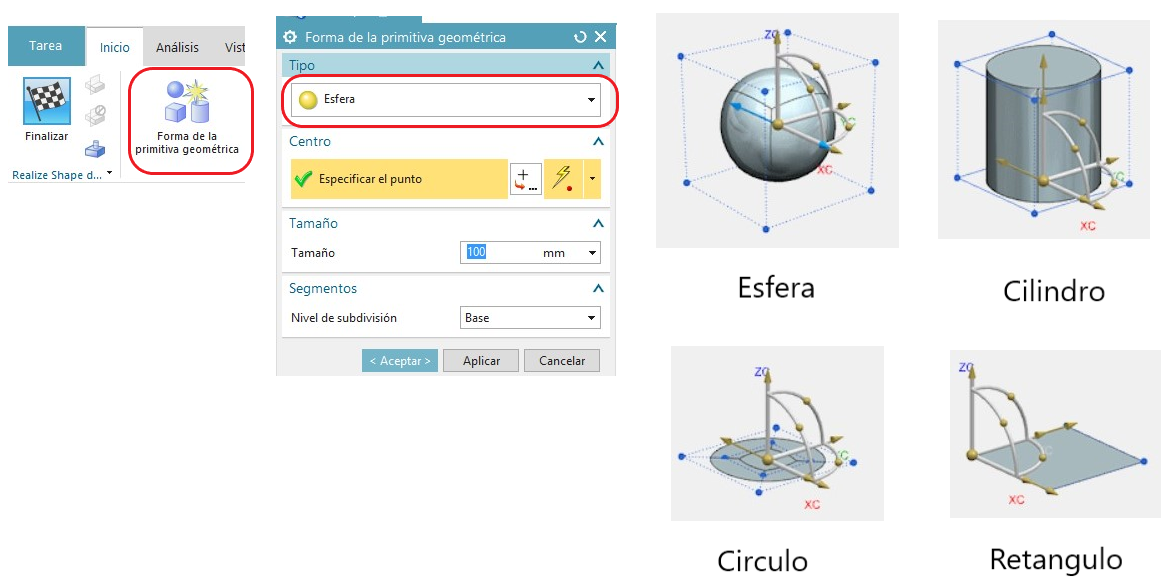 Tarea
Inicio
Análisis
Vist
Finalizar
Forma de la
primitiva geométrica
Realize Shape d...
Forma de la primitiva geométrica
Tipo
Esfera
Centro
Especificar el punto
Tamaño
Tamaño
100
mm
Segmentos
Nivel de subdivisión
Base
< Aceptar >
Aplicar
Cancelar
ZC
XC
Esfera
XC
Cilindro
ZC
XC
Circulo
ZC
XC
Retangulo